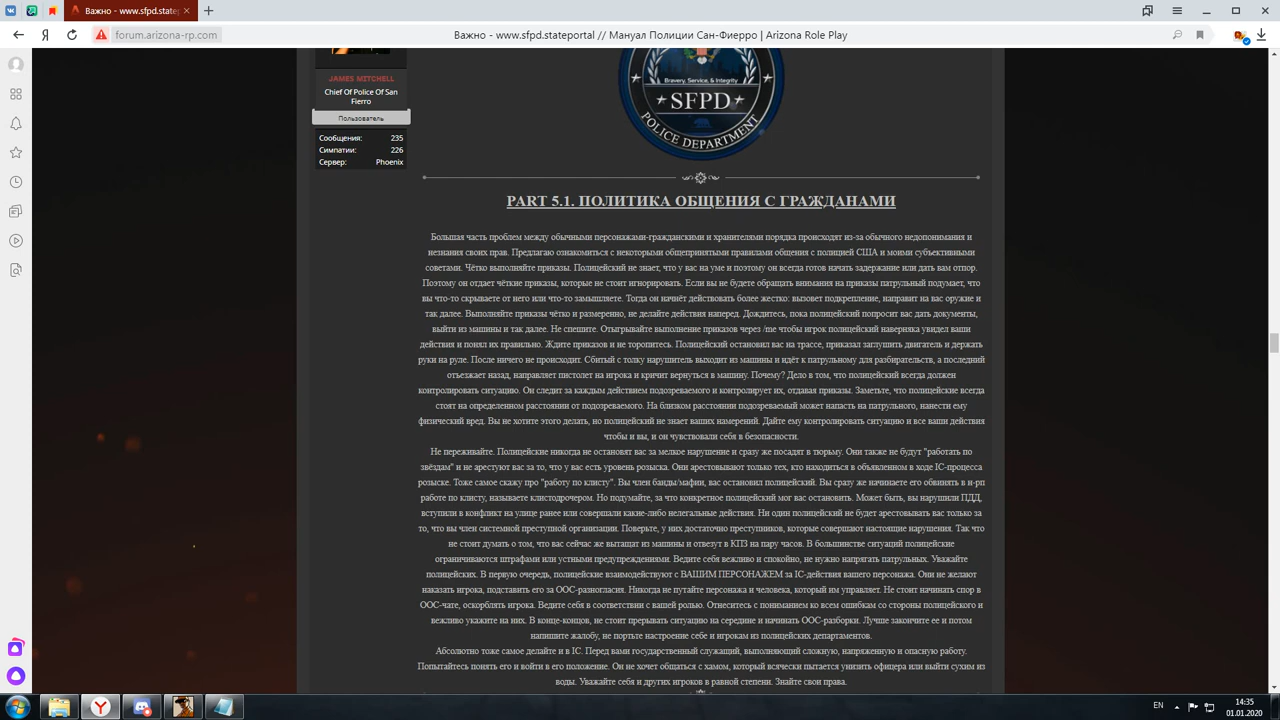 Важно - www.sfpd.state
forum.arizona-rp.com
Важно - www.sfpd.stateportal // Мануал Полиции Сан-Фиерро | Arizona Role Play
JAMES MITCHELL
Chief Of Police Of San
Fierro
Пользователь
Сообщения: 235
Симпатии: 226
Сервер: Phoenix
Bravery, Service, & Integrity
SFPD
POLICE DEPARTMENT
PART 5.1. ПОЛИТИКА ОБЩЕНИЯ С ГРАЖДАНАМИ
Большая часть проблем между обычными персонажами-гражданскими и хранителями порядка происходят из-за обычного недопонимания и
незнания своих прав. Предлагаю ознакомиться с некоторыми общепринятыми правилами общения с полицией США и моими субъективными
советами. Чётко выполняйте приказы. Полицейский не знает, что у вас на уме и поэтому он всегда готов начать задержание или дать вам отпор.
Поэтому он отдает чёткие приказы, которые не стоит игнорировать. Если вы не будете обращать внимания на приказы патрульный подумает, что
вы что-то скрываете от него или что-то замышляете. Тогда он начнёт действовать более жестко: вызовет подкрепление, направит на вас оружие и
так далее. Выполняйте приказы чётко и размеренно, не делайте действия наперед. Дождитесь, пока полицейский попросит вас дать документы,
выйти из машины и так далее. Не спешите. Отыгрывайте выполнение приказов через /me чтобы игрок полицейский наверняка увидел ваши
действия и понял их правильно. Ждите приказов и не торопитесь. Полицейский остановил вас на трассе, приказал заглушить двигатель и держать
руки на руле. После ничего не происходит. Сбитый с толку нарушитель выходит из машины и идёт к патрульному для разбирательств, а последний
отъезжает назад, направляет пистолет на игрока и кричит вернуться в машину. Почему? Дело в том, что полицейский всегда должен
контролировать ситуацию. Он следит за каждым действием подозреваемого и контролирует их, отдавая приказы. Заметьте, что полицейские всегда
стоят на определенном расстоянии от подозреваемого. На близком расстоянии подозреваемый может напасть на патрульного, нанести ему
физический вред. Вы не хотите этого делать, но полицейский не знает ваших намерений. Дайте ему контролировать ситуацию и все ваши действия
чтобы и вы, и он чувствовали себя в безопасности.
Не переживайте. Полицейские никогда не остановят вас за мелкое нарушение и сразу же посадят в тюрьму. Они также не будут "работать по
звёздам" и не арестуют вас за то, что у вас есть уровень розыска. Они арестовывают только тех, кто находиться в объявленном в ходе IC-процесса
розыске. Тоже самое скажу про "работу по клисту". Вы член банды/мафии, вас остановил полицейский. Вы сразу же начинаете его обвинять в н-рп
работе по клисту, называете клистодрочером. Но подумайте, за что конкретное полицейский мог вас остановить. Может быть, вы нарушили ПДД,
вступили в конфликт на улице ранее или совершали какие-либо нелегальные действия. Ни один полицейский не будет арестовывать вас только за
то, что вы член системной преступной организации. Поверьте, у них достаточно преступников, которые совершают настоящие нарушения. Так что
не стоит думать о том, что вас сейчас же вытащат из машины и отвезут в КПЗ на пару часов. В большинстве ситуаций полицейские
ограничиваются штрафами или устными предупреждениями. Ведите себя вежливо и спокойно, не нужно напрягать патрульных. Уважайте
полицейских. В первую очередь, полицейские взаимодействуют с ВАШИМ ПЕРСОНАЖЕМ за IC-действия вашего персонажа. Они не желают
наказать игрока, подставить его за OOC-разногласия. Никогда не путайте персонажа и человека, который им управляет. Не стоит начинать спор в
OOC-чате, оскорблять игрока. Ведите себя в соответствии с вашей ролью. Отнеситесь с пониманием ко всем ошибкам со стороны полицейского и
вежливо укажите на них. В конце-концов, не стоит прерывать ситуацию на середине и начинать OOC-разборки. Лучше закончите ее и потом
напишите жалобу, не портьте настроение себе и игрокам из полицейских департаментов.
Абсолютно тоже самое делайте и в IC. Перед вами государственный служащий, выполняющий сложную, напряженную и опасную работу.
Попытайтесь понять его и войти в его положение. Он не хочет общаться с хамом, который всячески пытается унизить офицера или выйти сухим из
воды. Уважайте себя и других игроков в равной степени. Знайте свои права.
EN
14:35
01.01.2020